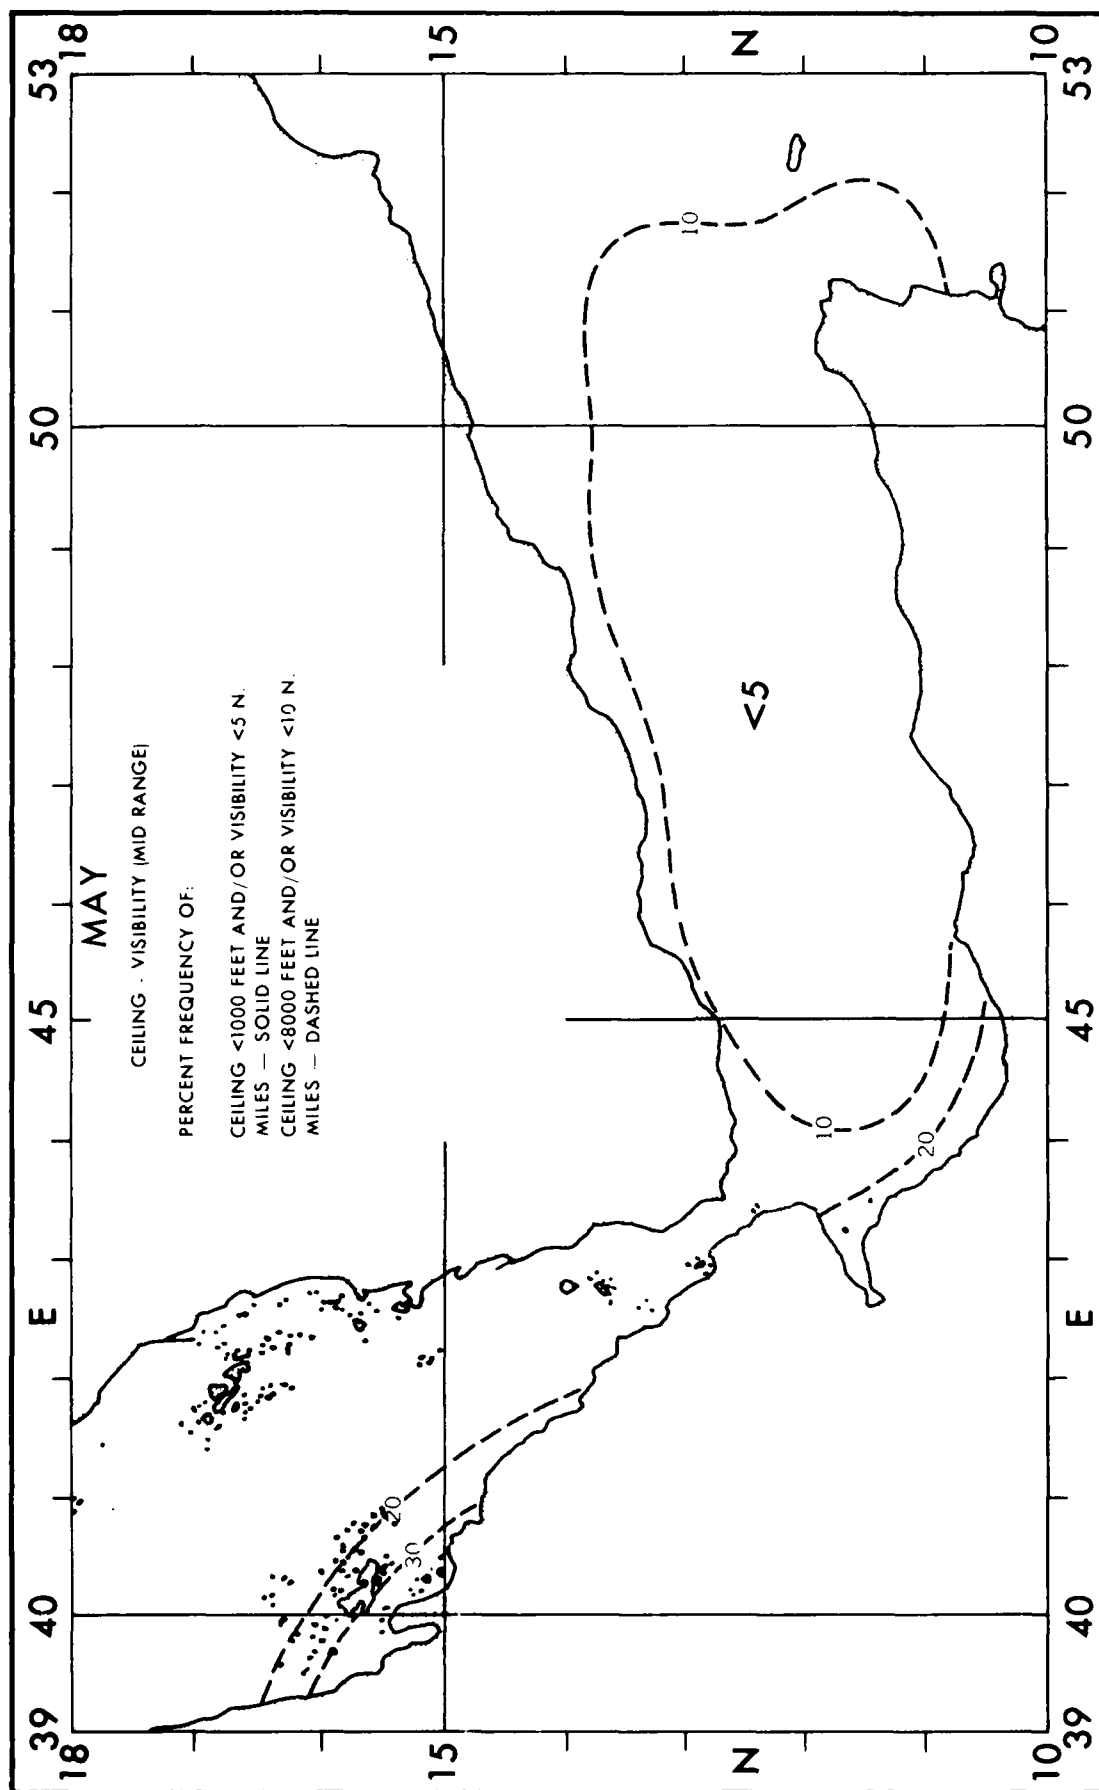 MAY
CEILING - VISIBILITY (MID RANGE)
PERCENT FREQUENCY OF:
CEILING <1000 FEET AND/OR VISIBILITY <5 N.
MILES — SOLID LINE
CEILING <8000 FEET AND/OR VISIBILITY <10 N.
MILES — DASHED LINE
39 40 E 45 50 53
18 18
15 15
N N
10 10
39 40 E 45 50 53
20
30
10
20
10
<5